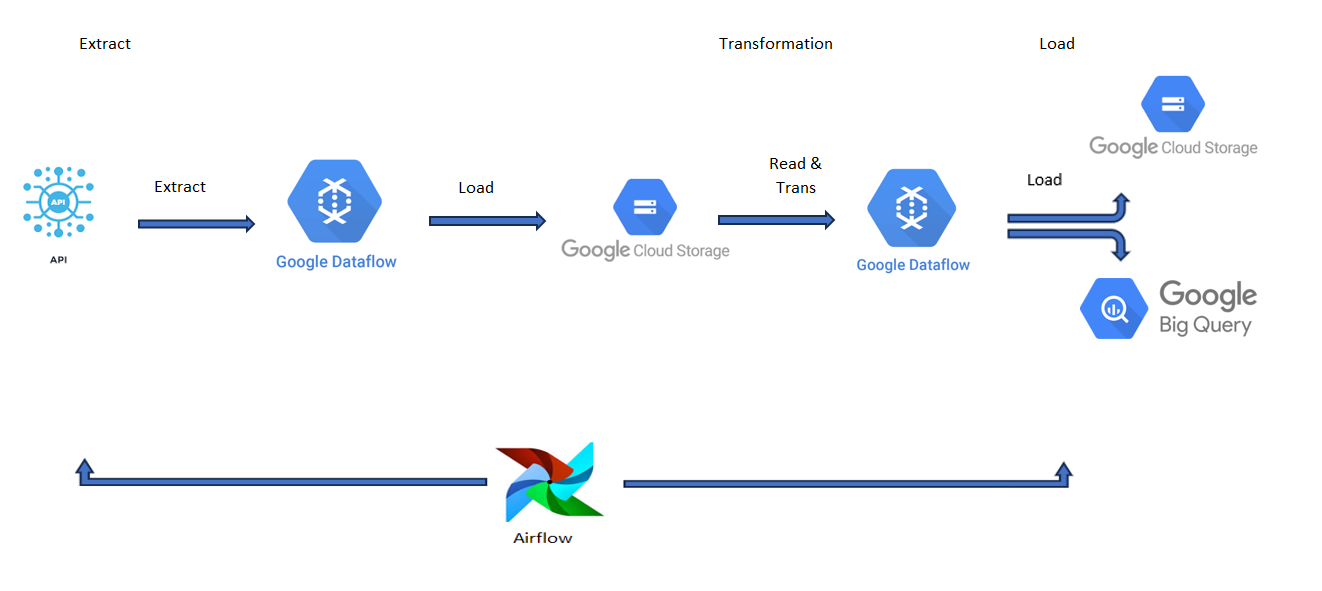 Extract
Transformation
Load
API
API
Extract
Google Dataflow
Load
Google Cloud Storage
Read &
Trans
Google Dataflow
Load
Google Cloud Storage
Google
Big Query
Airflow